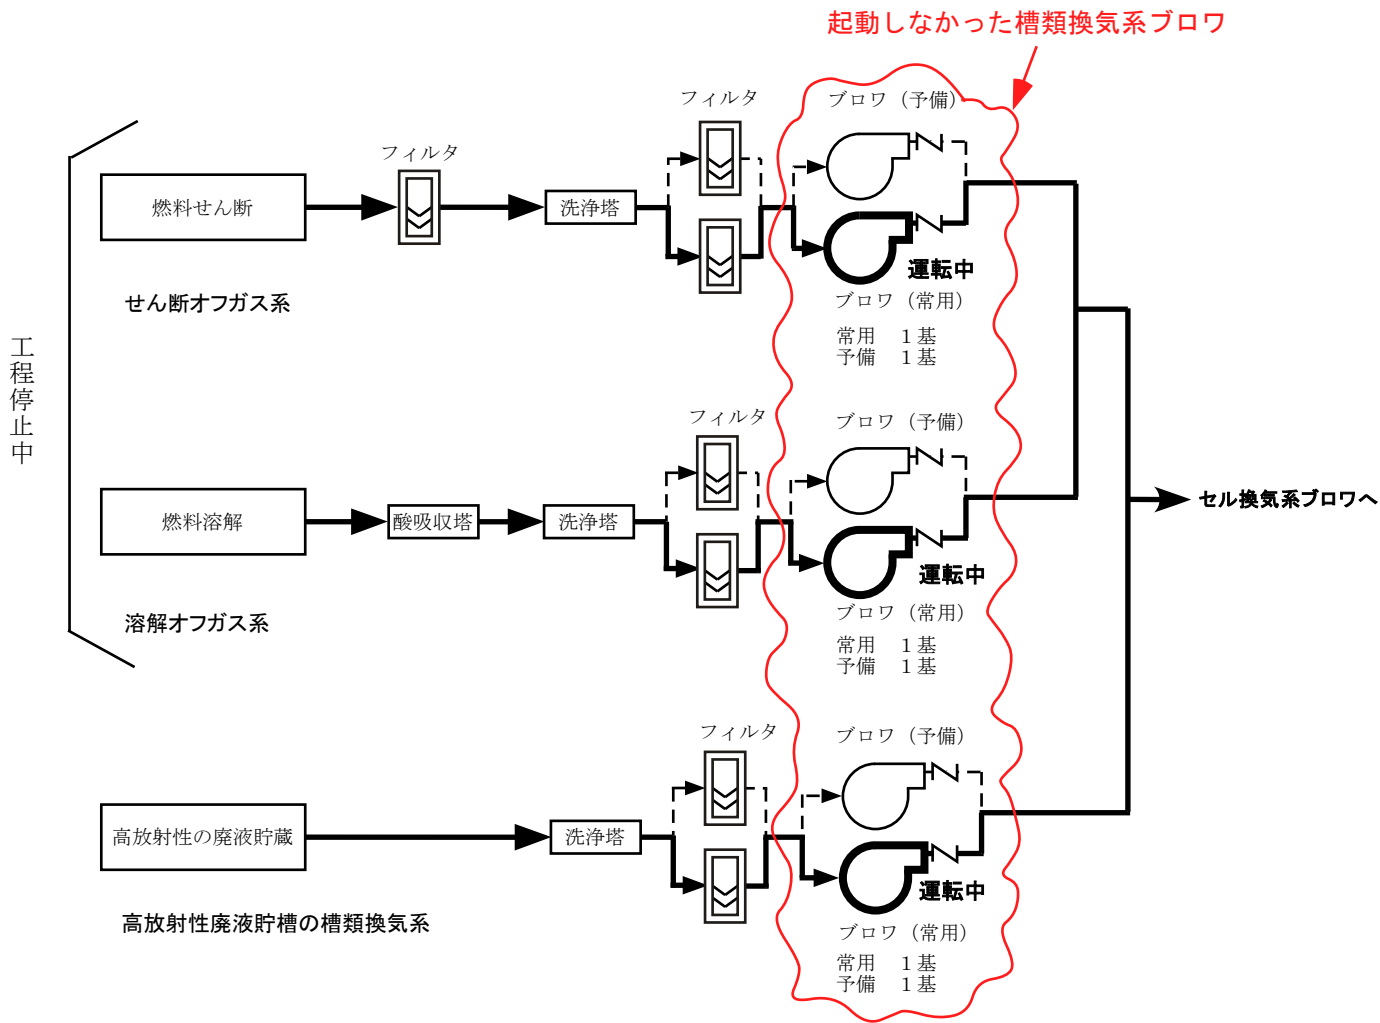 起動しなかった槽類換気系ブロワ
フィルタ
ブロワ（予備）
フィルタ
燃料せん断
洗浄塔
運転中
せん断オフガス系
ブロワ（常用）
常用　１基
予備　１基
工程停止中
フィルタ
ブロワ（予備）
燃料溶解
酸吸収塔
洗浄塔
セル換気系ブロワへ
運転中
溶解オフガス系
ブロワ（常用）
常用　１基
予備　１基
フィルタ
ブロワ（予備）
高放射性の廃液貯蔵
洗浄塔
運転中
高放射性廃液貯槽の槽類換気系
ブロワ（常用）
常用　１基
予備　１基